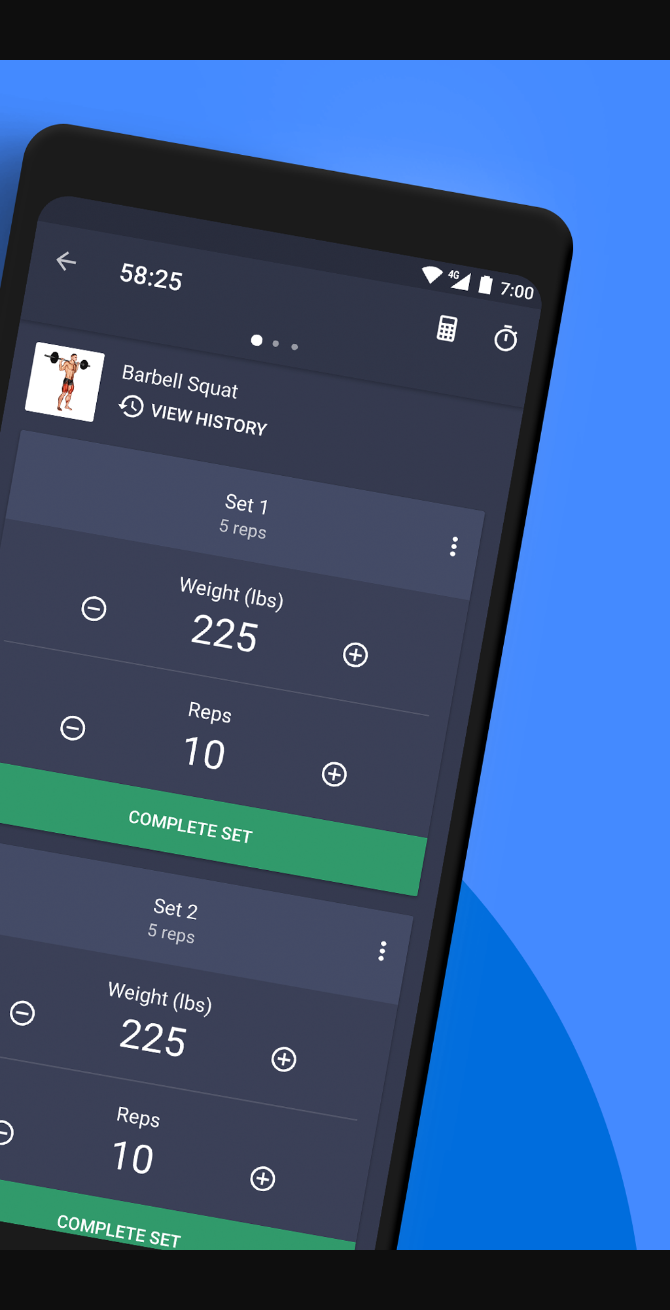 4G 7:00
58:25
Barbell Squat
VIEW HISTORY
Set 1
5 reps
Weight (lbs)
225
Reps
10
COMPLETE SET
Set 2
5 reps
Weight (lbs)
225
Reps
10
COMPLETE SET